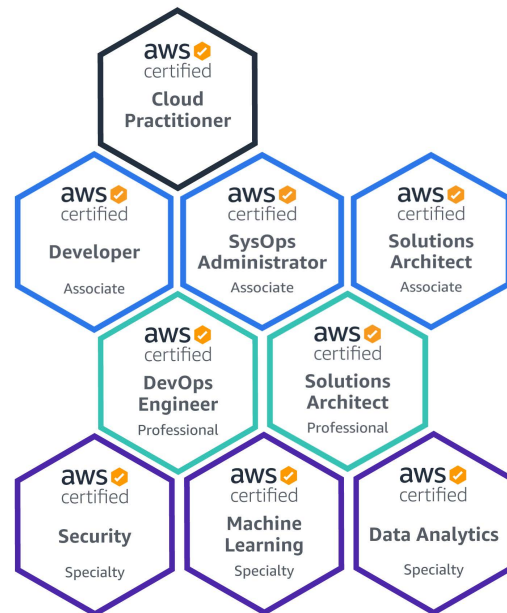 aws
certified
Cloud
Practitioner
aws
certified
Developer
Associate
aws
certified
SysOps
Administrator
Associate
aws
certified
Solutions
Architect
Associate
aws
certified
DevOps
Engineer
Professional
aws
certified
Solutions
Architect
Professional
aws
certified
Security
Specialty
aws
certified
Machine
Learning
Specialty
aws
certified
Data Analytics
Specialty